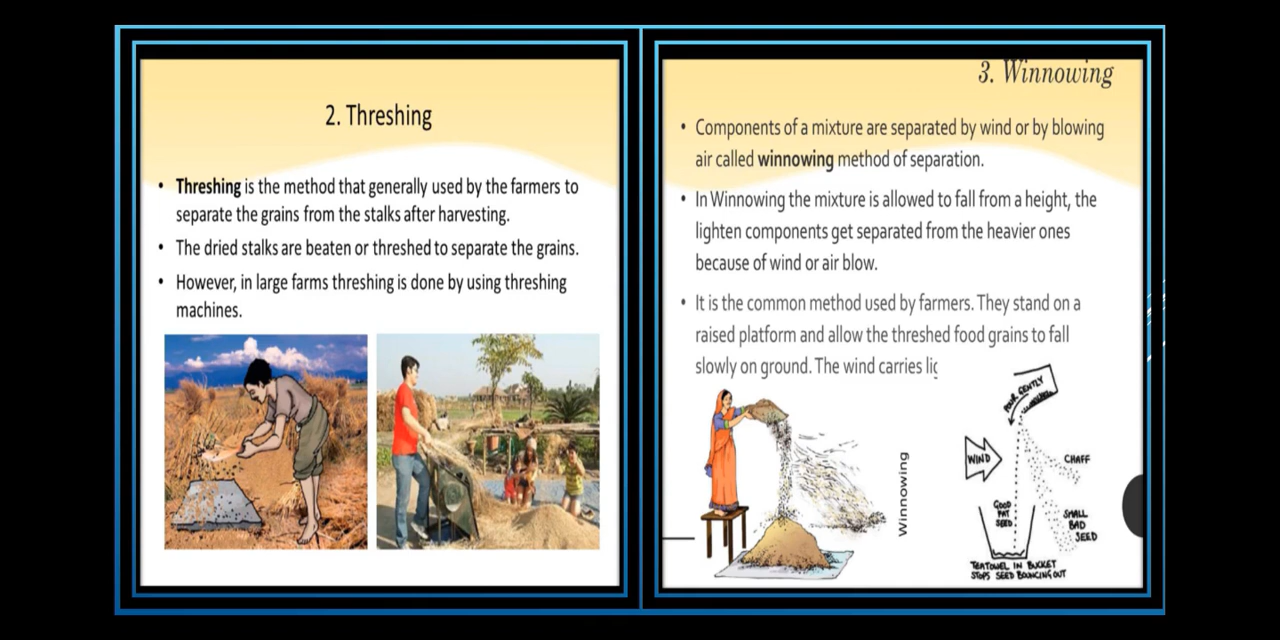 2. Threshing
• Threshing is the method that generally used by the farmers to
separate the grains from the stalks after harvesting.
• The dried stalks are beaten or threshed to separate the grains.
• However, in large farms threshing is done by using threshing
machines.
3. Winnowing
• Components of a mixture are separated by wind or by blowing
air called winnowing method of separation.
• In Winnowing the mixture is allowed to fall from a height, the
lighten components get separated from the heavier ones
because of wind or air blow.
• It is the common method used by farmers. They stand on a
raised platform and allow the threshed food grains to fall
slowly on ground. The wind carries
Winnowing
POUR GENTLY
WIND
CHAFF
GOOD
FAT
SEED
SMALL
BAD
SEED
TEATOWEL IN BUCKET
STOPS SEED BOUNCING OUT